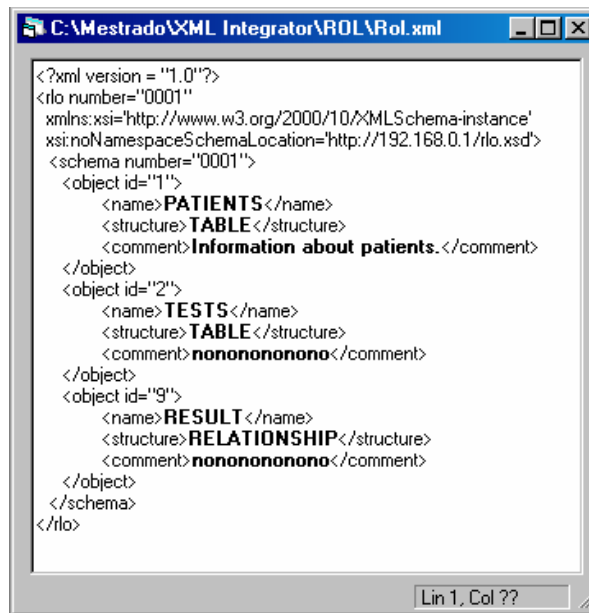 C:\Mestrado\XML Integrator\ROL\Rol.xml
<?xml version = "1.0"?>
<rlo number="0001"
xmlns:xsi='http://www.w3.org/2000/10/XMLSchema-instance'
xsi:noNamespaceSchemaLocation='http://192.168.0.1/rlo.xsd'>
<schema number="0001">
<object id="1">
<name>PATIENTS</name>
<structure>TABLE</structure>
<comment>Information about patients.</comment>
</object>
<object id="2">
<name>TESTS</name>
<structure>TABLE</structure>
<comment>nonononononono</comment>
</object>
<object id="9">
<name>RESULT</name>
<structure>RELATIONSHIP</structure>
<comment>nonononononono</comment>
</object>
</schema>
</rlo>
Lin 1, Col ??